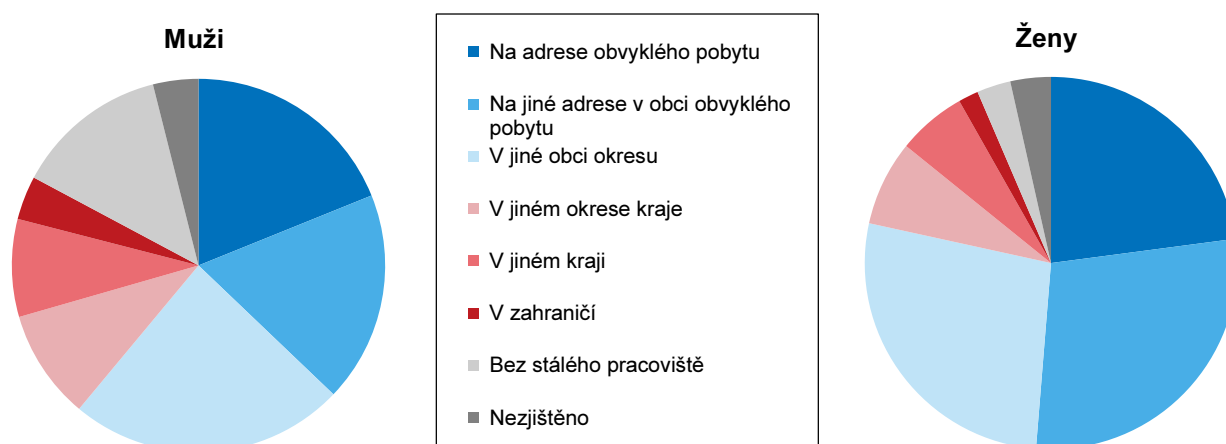 Muži
Na adrese obvyklého pobytu
Na jiné adrese v obci obvyklého
pobytu
V jiné obci okresu
V jiném okrese kraje
V jiném kraji
V zahraničí
Bez stálého pracoviště
Nezjištěno
Ženy